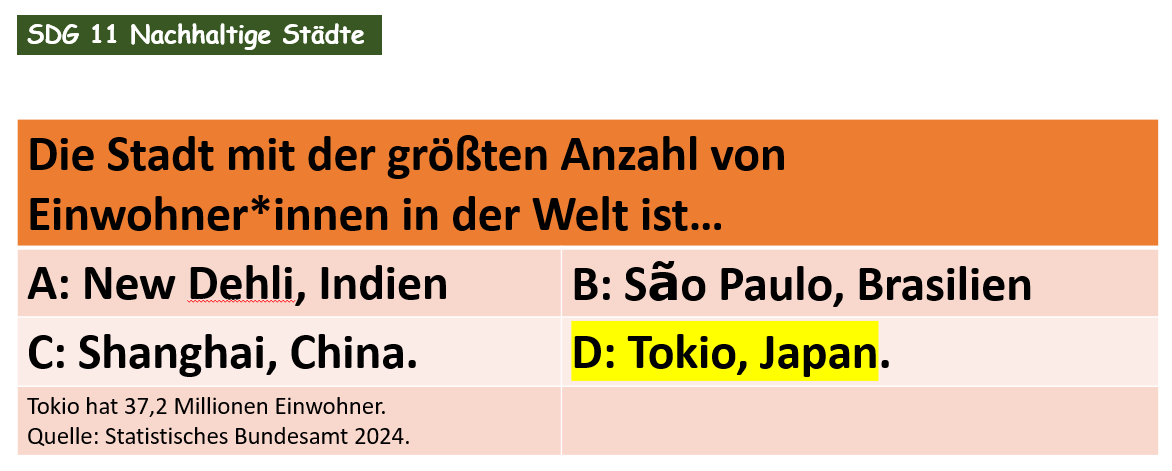 SDG 11 Nachhaltige Städte
Die Stadt mit der größten Anzahl von
Einwohner*innen in der Welt ist…
A: New Dehli, Indien
B: São Paulo, Brasilien
C: Shanghai, China.
D: Tokio, Japan.
Tokio hat 37,2 Millionen Einwohner.
Quelle: Statistisches Bundesamt 2024.